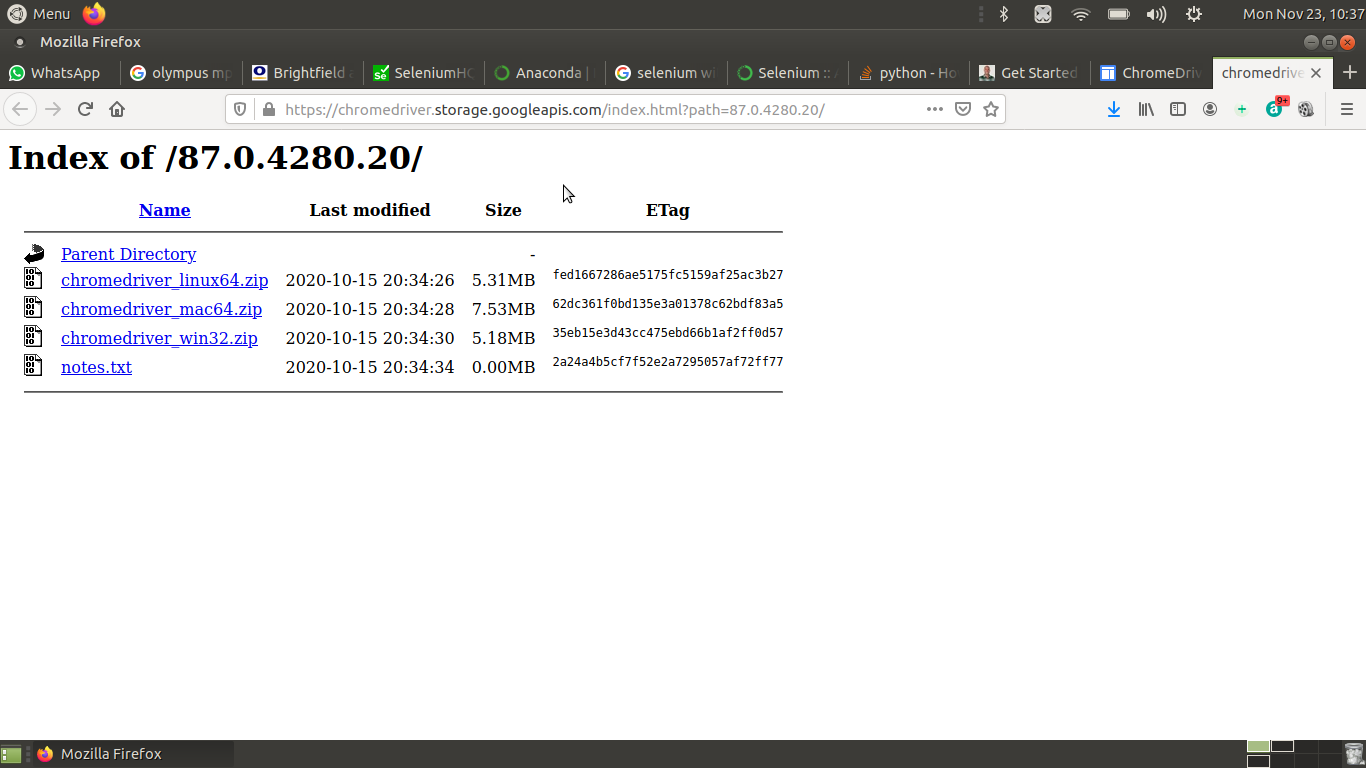 Menu Mon Nov 23, 10:37
Mozilla Firefox
WhatsApp olympus mp Brightfield SeleniumHQ Anaconda | selenium wi Selenium :: A python - Ho Get Started ChromeDriv chromedrive
https://chromedriver.storage.googleapis.com/index.html?path=87.0.4280.20/ 9+
Index of /87.0.4280.20/
Name Last modified Size ETag
Parent Directory -
chromedriver_linux64.zip 2020-10-15 20:34:26 5.31MB fed1667286ae5175fc5159af25ac3b27
chromedriver_mac64.zip 2020-10-15 20:34:28 7.53MB 62dc361f0bd135e3a01378c62bdf83a5
chromedriver_win32.zip 2020-10-15 20:34:30 5.18MB 35eb15e3d43cc475ebd66b1af2ff0d57
notes.txt 2020-10-15 20:34:34 0.00MB 2a24a4b5cf7f52e2a7295057af72ff77
Mozilla Firefox